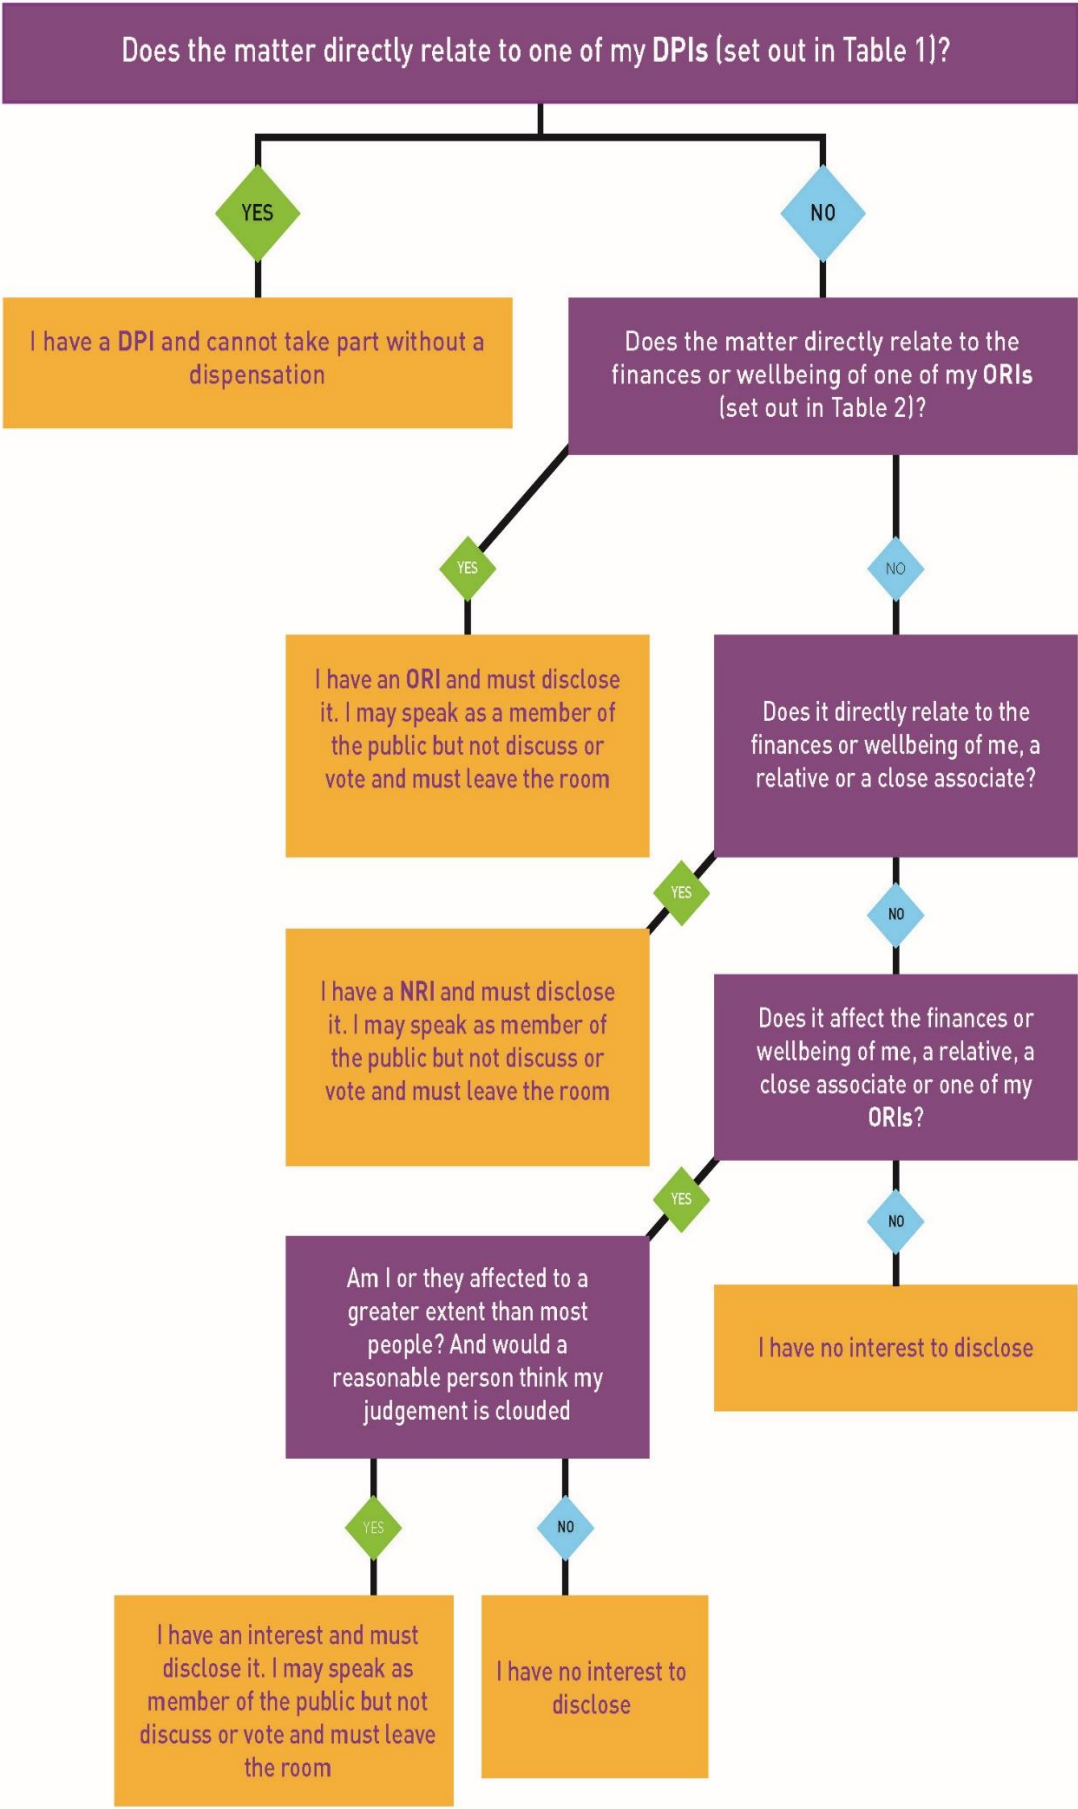 Does the matter directly relate to one of my DPIs (set out in Table 1)?
YES
NO
I have a DPI and cannot take part without a
dispensation
Does the matter directly relate to the
finances or wellbeing of one of my ORIs
(set out in Table 2)?
YES
NO
I have an ORI and must disclose
it. I may speak as a member of
the public but not discuss or
vote and must leave the room
Does it directly relate to the
finances or wellbeing of me, a
relative or a close associate?
YES
NO
I have a NRI and must disclose
it. I may speak as member of
the public but not discuss or
vote and must leave the room
Does it affect the finances or
wellbeing of me, a relative, a
close associate or one of my
ORIs?
YES
NO
Am I or they affected to a
greater extent than most
people? And would a
reasonable person think my
judgement is clouded
I have no interest to disclose
YES
NO
I have an interest and must
disclose it. I may speak as
member of the public but not
discuss or vote and must leave
the room
I have no interest to
disclose